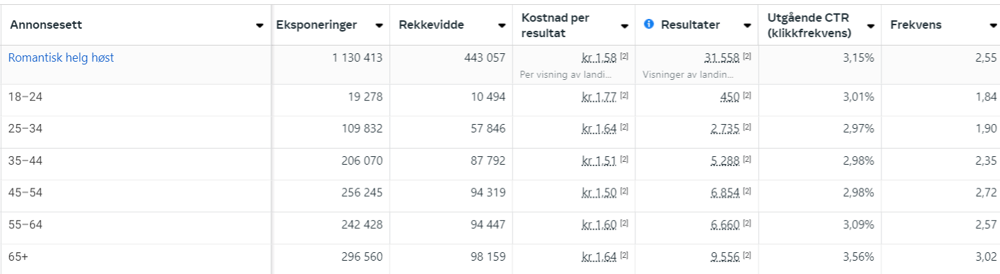 Annonsesett Eksponeringer Rekkevidde Kostnad per resultat Resultater Utgående CTR (klikkfrekvens) Frekvens
Romantisk helg høst 1 130 413 443 057 kr 1,58 [2] 31 558 [2] 3,15% 2,55
Per visning av landi... Visninger av landin...
18–24 19 278 10 494 kr 1,77 [2] 450 [2] 3,01% 1,84
25–34 109 832 57 846 kr 1,64 [2] 2 735 [2] 2,97% 1,90
35–44 206 070 87 792 kr 1,51 [2] 5 288 [2] 2,98% 2,35
45–54 256 245 94 319 kr 1,50 [2] 6 854 [2] 2,98% 2,72
55–64 242 428 94 447 kr 1,60 [2] 6 660 [2] 3,09% 2,57
65+ 296 560 98 159 kr 1,64 [2] 9 556 [2] 3,56% 3,02